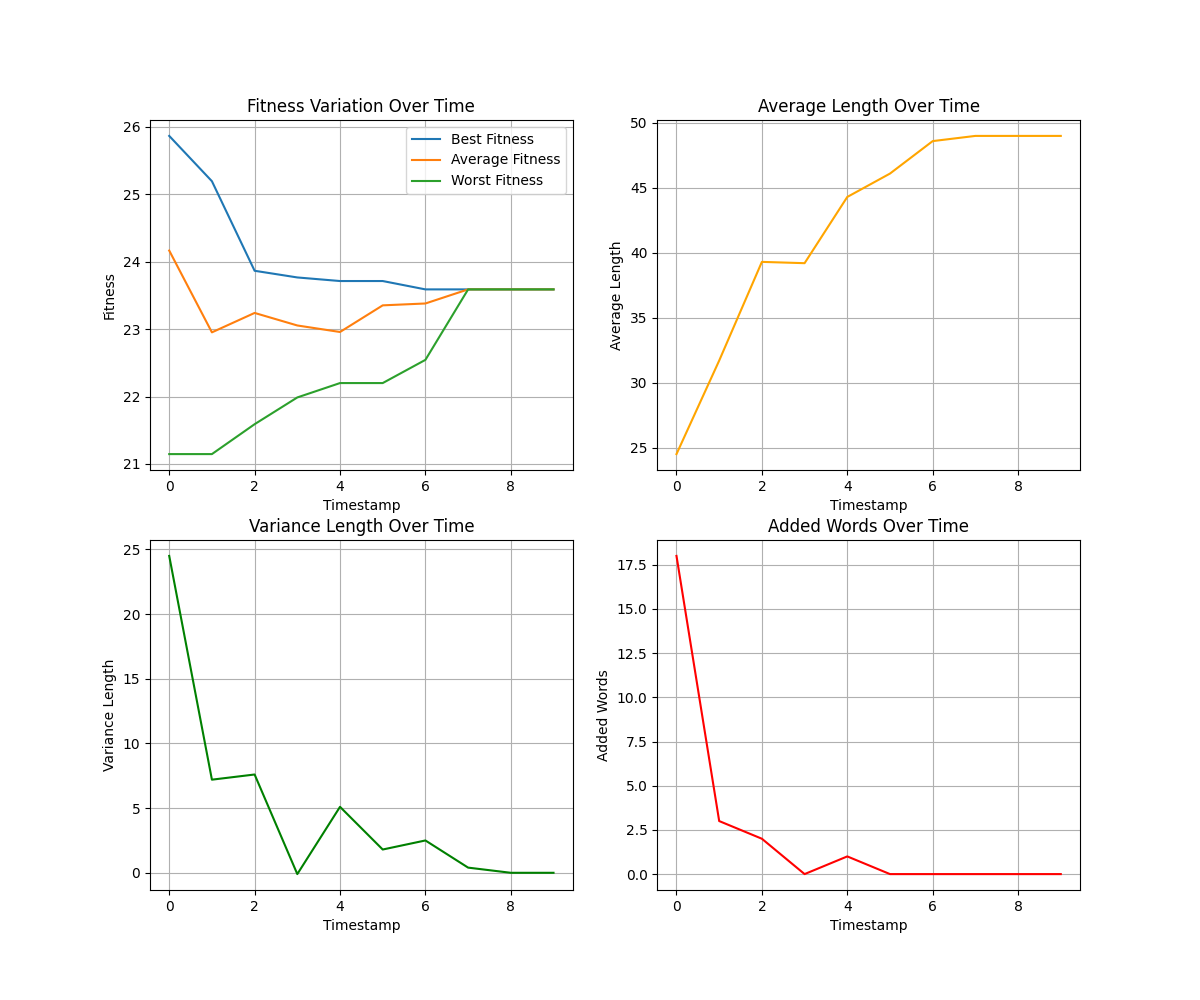 Fitness Variation Over Time
26
25
24
23
22
21
Fitness
Best Fitness
Average Fitness
Worst Fitness
0 2 4 6 8
Timestamp
Average Length Over Time
50
45
40
35
30
25
Average Length
0 2 4 6 8
Timestamp
Variance Length Over Time
25
20
15
10
5
0
Variance Length
0 2 4 6 8
Timestamp
Added Words Over Time
17.5
15.0
12.5
10.0
7.5
5.0
2.5
0.0
Added Words
0 2 4 6 8
Timestamp